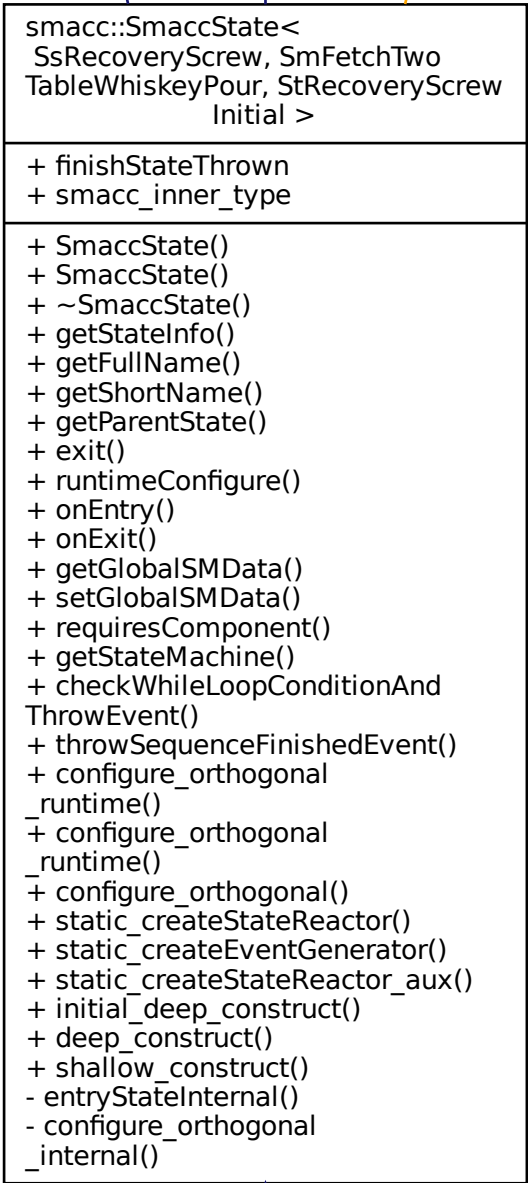 smacc::SmaccState<
SsRecoveryScrew, SmFetchTwo
TableWhiskeyPour, StRecoveryScrew
Initial >
+ finishStateThrown
+ smacc_inner_type
+ SmaccState()
+ SmaccState()
+ ~SmaccState()
+ getStateInfo()
+ getFullName()
+ getShortName()
+ getParentState()
+ exit()
+ runtimeConfigure()
+ onEntry()
+ onExit()
+ getGlobalSMData()
+ setGlobalSMData()
+ requiresComponent()
+ getStateMachine()
+ checkWhileLoopConditionAnd
ThrowEvent()
+ throwSequenceFinishedEvent()
+ configure_orthogonal
_runtime()
+ configure_orthogonal
_runtime()
+ configure_orthogonal()
+ static_createStateReactor()
+ static_createEventGenerator()
+ static_createStateReactor_aux()
+ initial_deep_construct()
+ deep_construct()
+ shallow_construct()
- entryStateInternal()
- configure_orthogonal
_internal()